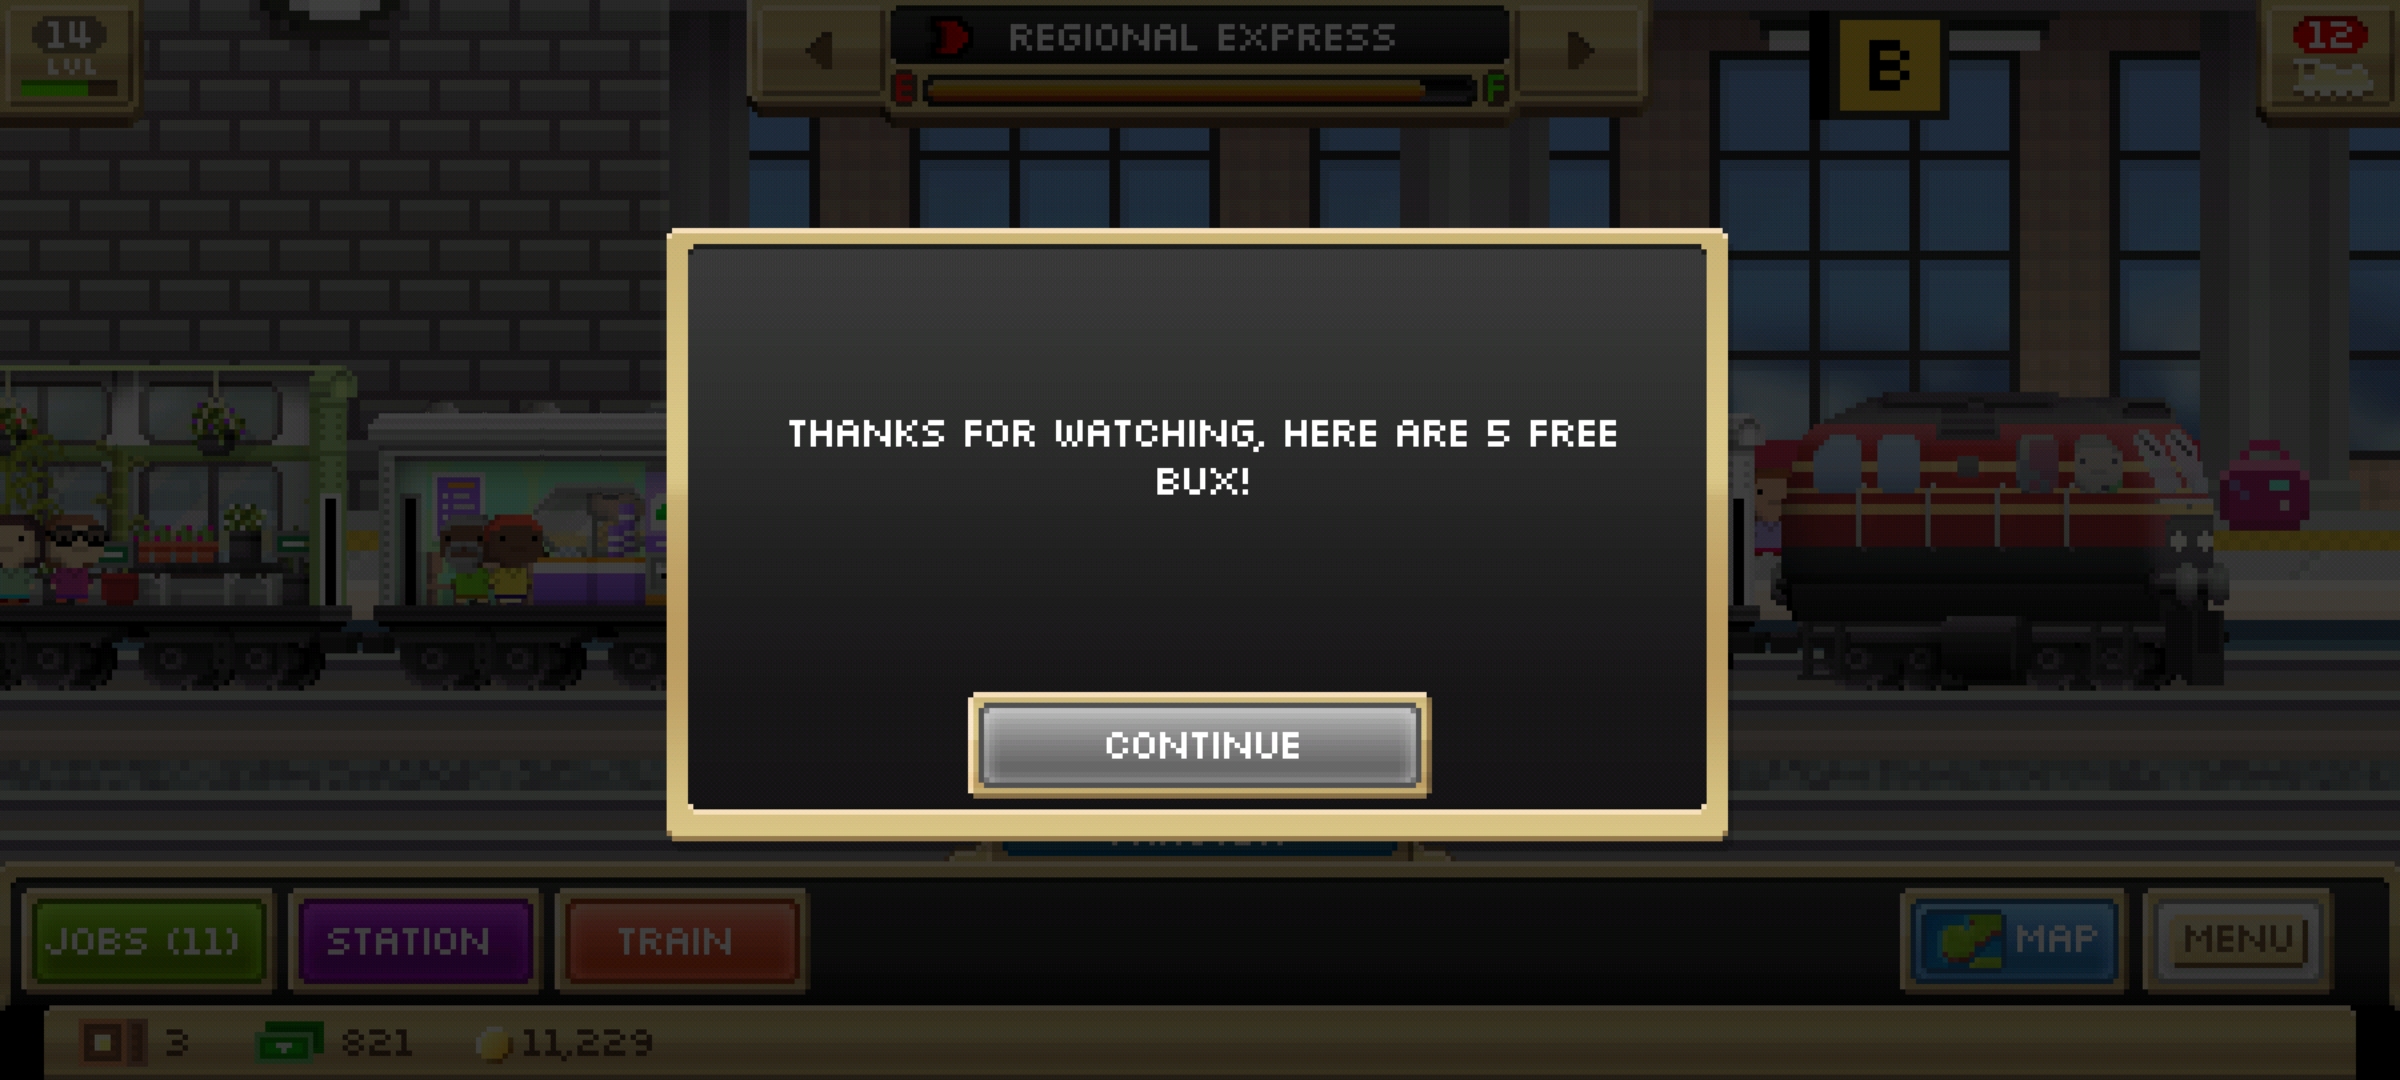 14
LVL
REGIONAL EXPRESS
E F
B
12
THANKS FOR WATCHING, HERE ARE 5 FREE
BUX!
CONTINUE
JOBS (11)
STATION
TRAIN
MAP
MENU
3
821
11,229